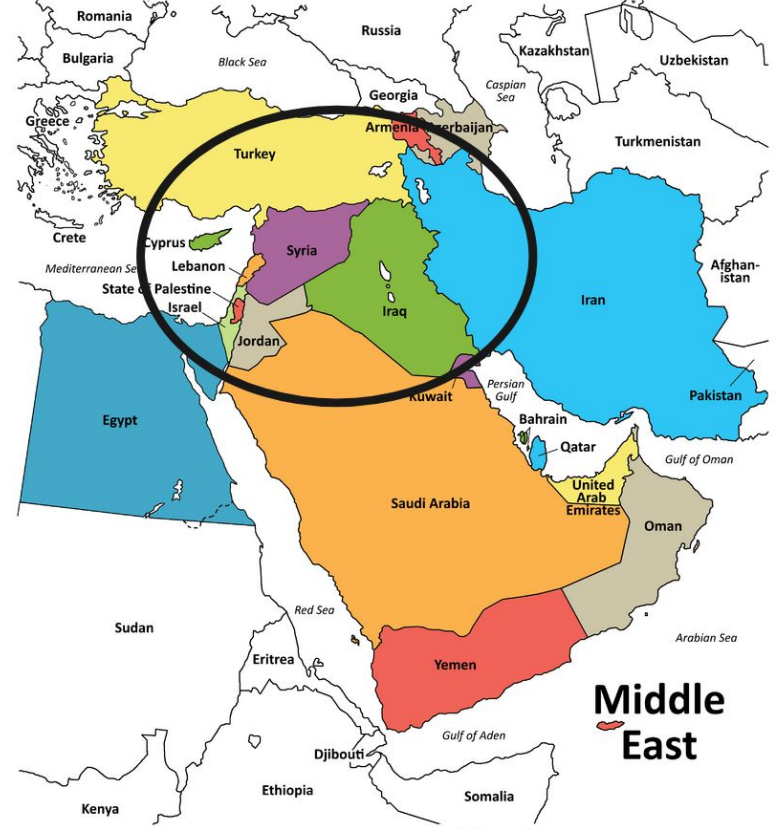 Romania
Russia
Bulgaria
Black Sea
Kazakhstan
Uzbekistan
Georgia
Caspian
Sea
Greece
Armenia
Azerbaijan
Turkmenistan
Turkey
Crete
Cyprus
Syria
Mediterranean Sea
Lebanon
Afghan-
istan
State of Palestine
Israel
Iraq
Iran
Jordan
Kuwait
Persian
Gulf
Pakistan
Egypt
Bahrain
Qatar
Gulf of Oman
United
Arab
Emirates
Saudi Arabia
Oman
Red Sea
Sudan
Arabian Sea
Eritrea
Yemen
Middle
East
Gulf of Aden
Djibouti
Ethiopia
Somalia
Kenya